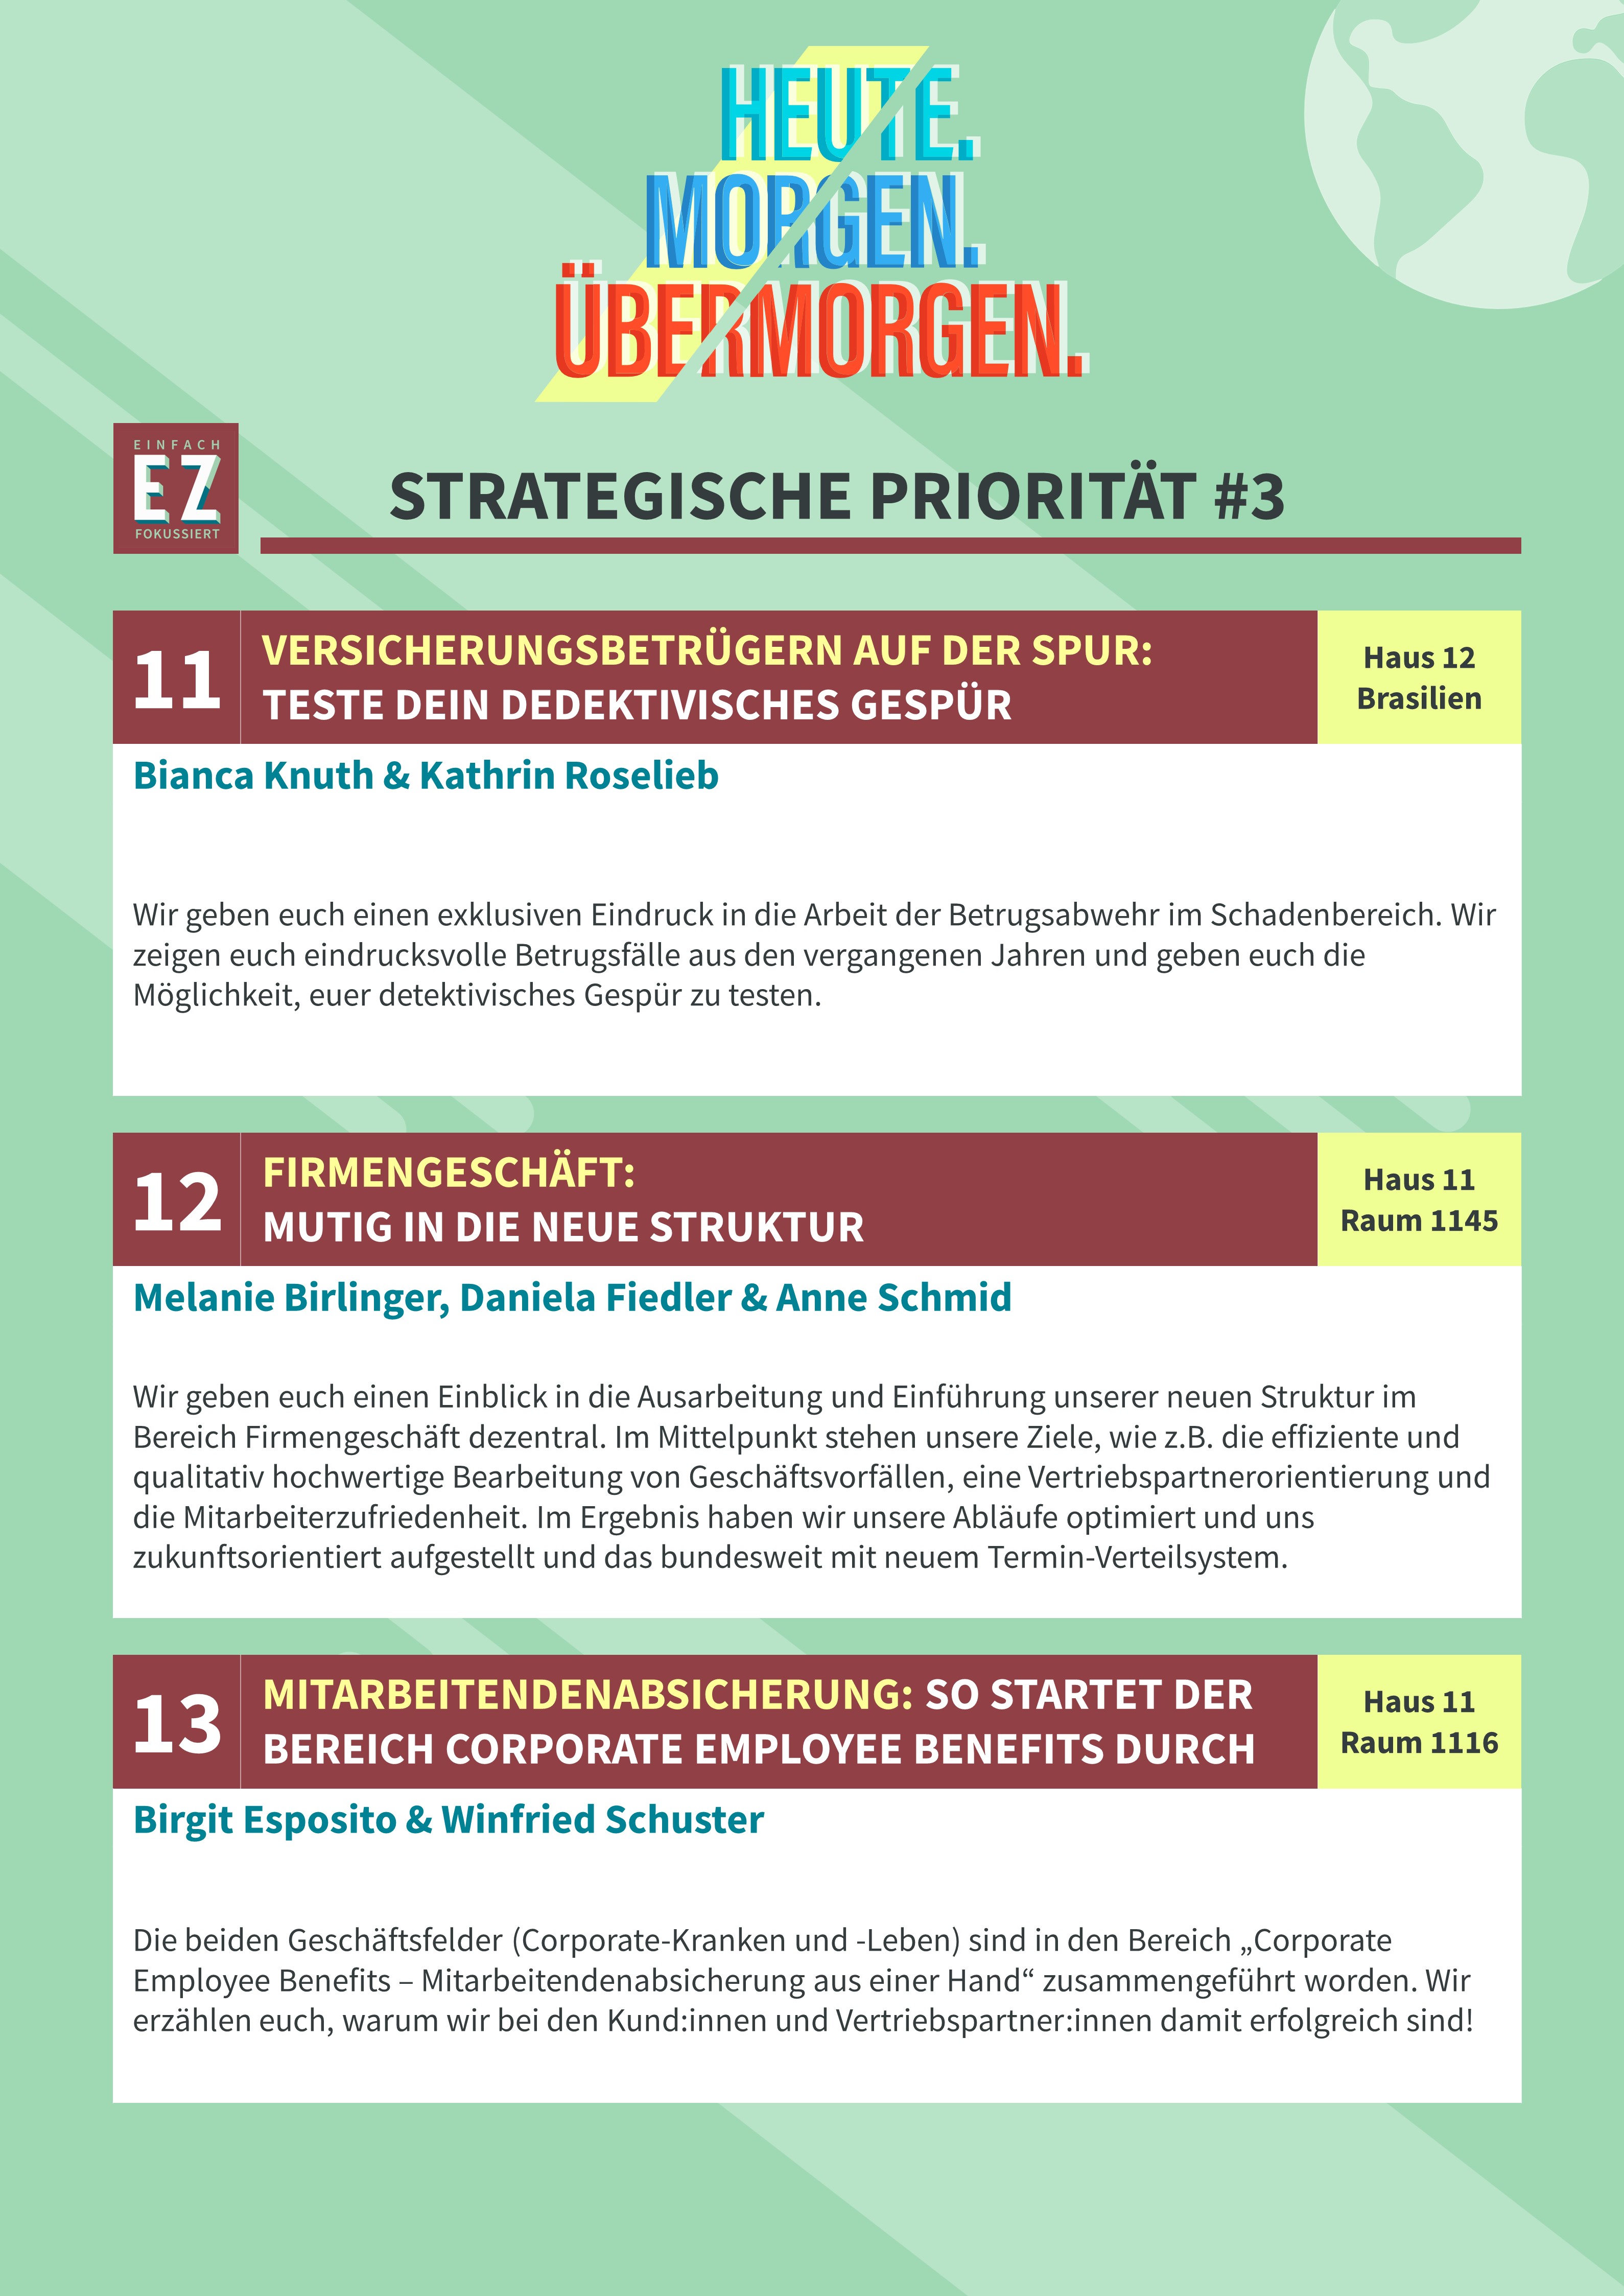 HEUTE.
MORGEN.
ÜBERMORGEN.
EINFACH
EZ
FOKUSSIERT
STRATEGISCHE PRIORITÄT #3
11
VERSICHERUNGSBETRÜGERN AUF DER SPUR:
TESTE DEIN DEDEKTIVISCHES GESPÜR
Haus 12
Brasilien
Bianca Knuth & Kathrin Roselieb
Wir geben euch einen exklusiven Eindruck in die Arbeit der Betrugsabwehr im Schadenbereich. Wir
zeigen euch eindrucksvolle Betrugsfälle aus den vergangenen Jahren und geben euch die
Möglichkeit, euer detektivisches Gespür zu testen.
12
FIRMENGESCHÄFT:
MUTIG IN DIE NEUE STRUKTUR
Haus 11
Raum 1145
Melanie Birlinger, Daniela Fiedler & Anne Schmid
Wir geben euch einen Einblick in die Ausarbeitung und Einführung unserer neuen Struktur im
Bereich Firmengeschäft dezentral. Im Mittelpunkt stehen unsere Ziele, wie z.B. die effiziente und
qualitativ hochwertige Bearbeitung von Geschäftsvorfällen, eine Vertriebspartnerorientierung und
die Mitarbeiterzufriedenheit. Im Ergebnis haben wir unsere Abläufe optimiert und uns
zukunftsorientiert aufgestellt und das bundesweit mit neuem Termin-Verteilsystem.
13
MITARBEITENDENABSICHERUNG: SO STARTET DER
BEREICH CORPORATE EMPLOYEE BENEFITS DURCH
Haus 11
Raum 1116
Birgit Esposito & Winfried Schuster
Die beiden Geschäftsfelder (Corporate-Kranken und -Leben) sind in den Bereich „Corporate
Employee Benefits – Mitarbeitendenabsicherung aus einer Hand“ zusammengeführt worden. Wir
erzählen euch, warum wir bei den Kund:innen und Vertriebspartner:innen damit erfolgreich sind!